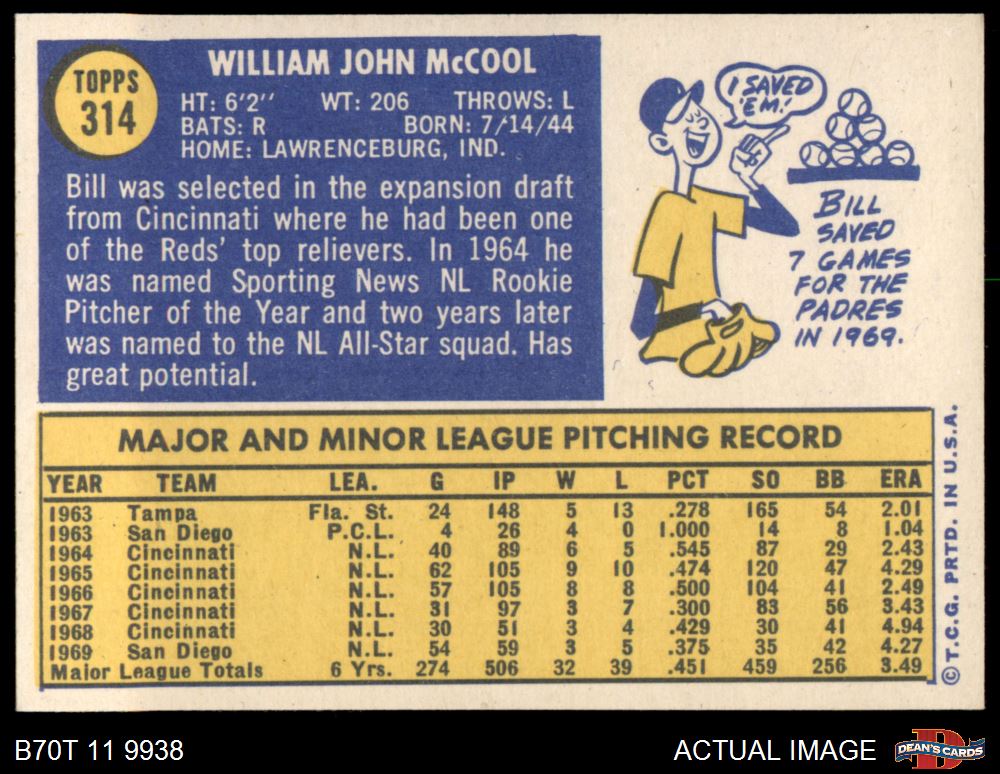 TOPPS
314
WILLIAM JOHN McCOOL
HT: 6'2'' WT: 206 THROWS: L
BATS: R BORN: 7/14/44
HOME: LAWRENCEBURG, IND.
Bill was selected in the expansion draft
from Cincinnati where he had been one
of the Reds' top relievers. In 1964 he
was named Sporting News NL Rookie
Pitcher of the Year and two years later
was named to the NL All-Star squad. Has
great potential.
I SAVED
'EM!
BILL
SAVED
7 GAMES
FOR THE
PADRES
IN 1969.
MAJOR AND MINOR LEAGUE PITCHING RECORD
YEAR TEAM LEA. G IP W L PCT SO BB ERA
1963 Tampa Fla. St. 24 148 5 13 .278 165 54 2.01
1963 San Diego P.C.L. 4 26 4 0 1.000 14 8 1.04
1964 Cincinnati N.L. 40 89 6 5 .545 87 29 2.43
1965 Cincinnati N.L. 62 105 9 10 .474 120 47 4.29
1966 Cincinnati N.L. 57 105 8 8 .500 104 41 2.49
1967 Cincinnati N.L. 31 97 3 7 .300 83 56 3.43
1968 Cincinnati N.L. 30 51 3 4 .429 30 41 4.94
1969 San Diego N.L. 54 59 3 5 .375 35 42 4.27
Major League Totals 6 Yrs. 274 506 32 39 .451 459 256 3.49
© T.C.G. PRTD. IN U.S.A.
B70T 11 9938
ACTUAL IMAGE
D
DEAN'S CARDS